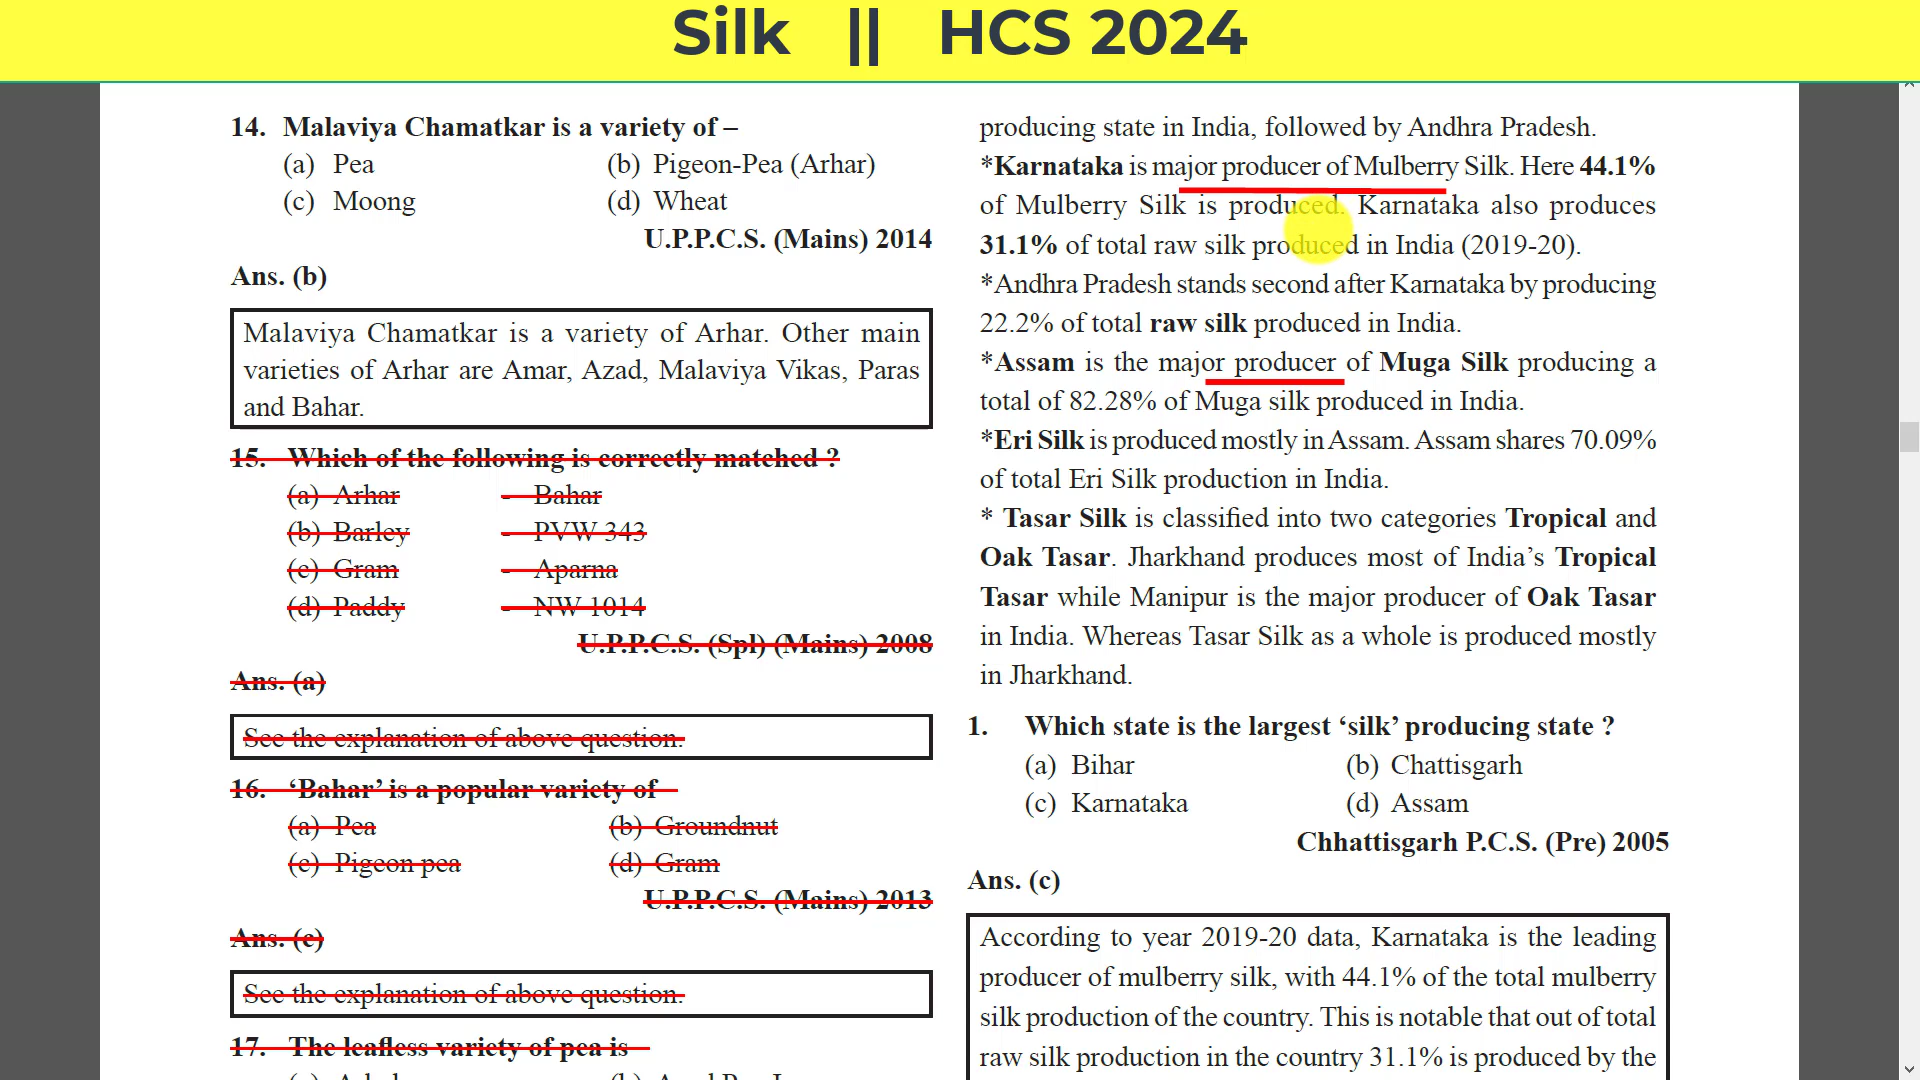 Silk || HCS 2024
14. Malaviya Chamatkar is a variety of –
(a) Pea (b) Pigeon-Pea (Arhar)
(c) Moong (d) Wheat
U.P.P.C.S. (Mains) 2014
Ans. (b)
Malaviya Chamatkar is a variety of Arhar. Other main
varieties of Arhar are Amar, Azad, Malaviya Vikas, Paras
and Bahar.
15. Which of the following is correctly matched ?
(a) Arhar - Bahar
(b) Barley - PVW 343
(c) Gram - Aparna
(d) Paddy - NW 1014
U.P.P.C.S. (Spl) (Mains) 2008
Ans. (a)
See the explanation of above question.
16. ‘Bahar’ is a popular variety of
(a) Pea (b) Groundnut
(c) Pigeon pea (d) Gram
U.P.P.C.S. (Mains) 2013
Ans. (c)
See the explanation of above question.
17. The leafless variety of pea is
producing state in India, followed by Andhra Pradesh.
*Karnataka is major producer of Mulberry Silk. Here 44.1%
of Mulberry Silk is produced. Karnataka also produces
31.1% of total raw silk produced in India (2019-20).
*Andhra Pradesh stands second after Karnataka by producing
22.2% of total raw silk produced in India.
*Assam is the major producer of Muga Silk producing a
total of 82.28% of Muga silk produced in India.
*Eri Silk is produced mostly in Assam. Assam shares 70.09%
of total Eri Silk production in India.
* Tasar Silk is classified into two categories Tropical and
Oak Tasar. Jharkhand produces most of India’s Tropical
Tasar while Manipur is the major producer of Oak Tasar
in India. Whereas Tasar Silk as a whole is produced mostly
in Jharkhand.
1. Which state is the largest ‘silk’ producing state ?
(a) Bihar (b) Chattisgarh
(c) Karnataka (d) Assam
Chhattisgarh P.C.S. (Pre) 2005
Ans. (c)
According to year 2019-20 data, Karnataka is the leading
producer of mulberry silk, with 44.1% of the total mulberry
silk production of the country. This is notable that out of total
raw silk production in the country 31.1% is produced by the